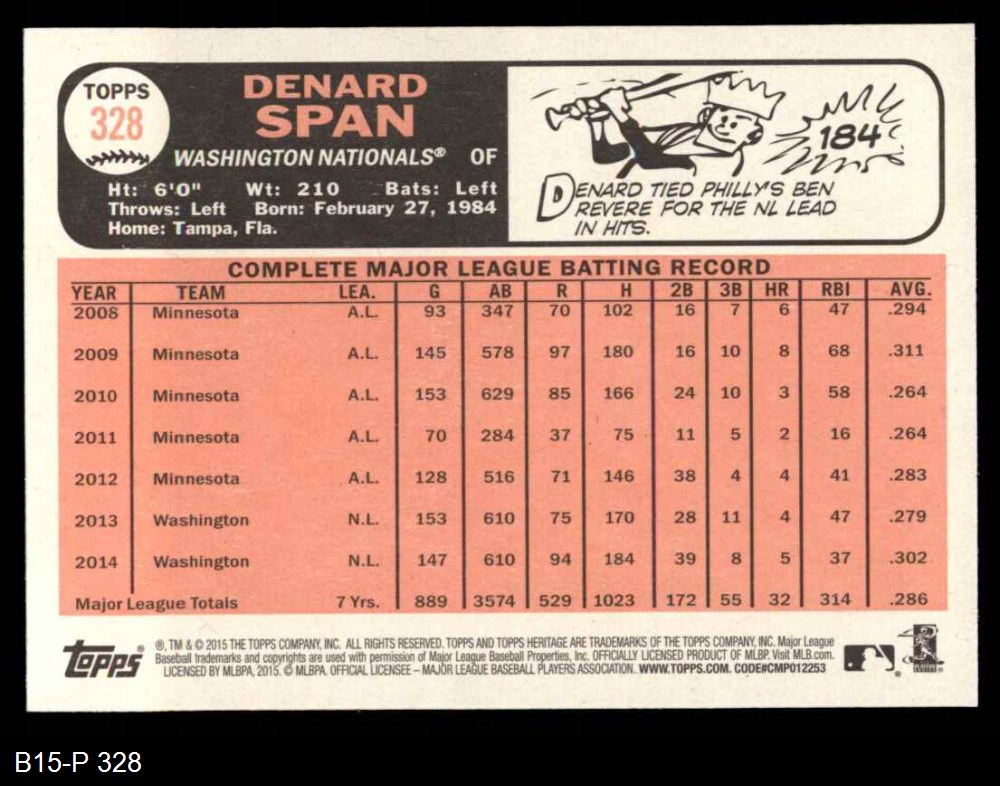 TOPPS
328
DENARD
SPAN
WASHINGTON NATIONALS® OF
Ht: 6'0" Wt: 210 Bats: Left
Throws: Left Born: February 27, 1984
Home: Tampa, Fla.
184
DENARD TIED PHILLY'S BEN
REVERE FOR THE NL LEAD
IN HITS.
COMPLETE MAJOR LEAGUE BATTING RECORD
YEAR TEAM LEA. G AB R H 2B 3B HR RBI AVG.
2008 Minnesota A.L. 93 347 70 102 16 7 6 47 .294
2009 Minnesota A.L. 145 578 97 180 16 10 8 68 .311
2010 Minnesota A.L. 153 629 85 166 24 10 3 58 .264
2011 Minnesota A.L. 70 284 37 75 11 5 2 16 .264
2012 Minnesota A.L. 128 516 71 146 38 4 4 41 .283
2013 Washington N.L. 153 610 75 170 28 11 4 47 .279
2014 Washington N.L. 147 610 94 184 39 8 5 37 .302
Major League Totals 7 Yrs. 889 3574 529 1023 172 55 32 314 .286
topps®
®, TM & © 2015 THE TOPPS COMPANY, INC. ALL RIGHTS RESERVED. TOPPS AND TOPPS HERITAGE ARE TRADEMARKS OF THE TOPPS COMPANY, INC. Major League
Baseball trademarks and copyrights are used with permission of Major League Baseball Properties, Inc. OFFICIALLY LICENSED PRODUCT OF MLBP. Visit MLB.com.
LICENSED BY MLBPA, 2015. © MLBPA. OFFICIAL LICENSEE – MAJOR LEAGUE BASEBALL PLAYERS ASSOCIATION. WWW.TOPPS.COM. CODE#CMP012253
B15-P 328